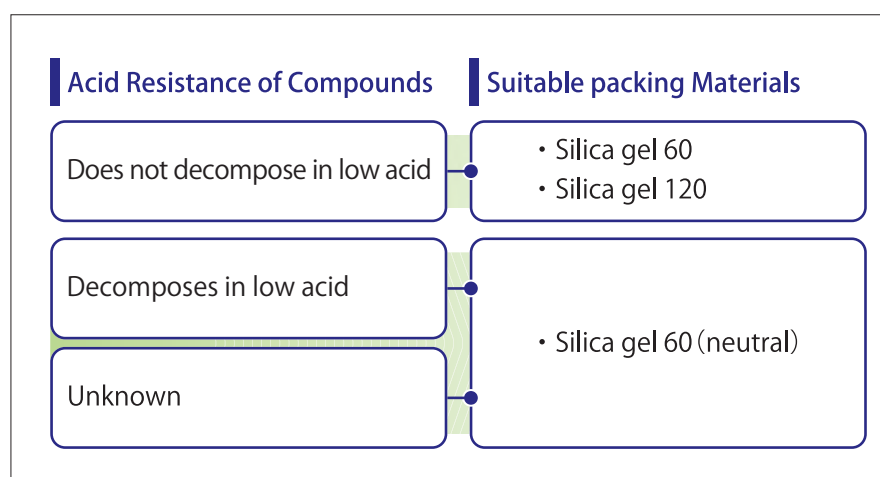 Acid Resistance of Compounds
Suitable packing Materials
Does not decompose in low acid
・Silica gel 60
・Silica gel 120
Decomposes in low acid
Unknown
・Silica gel 60（neutral）